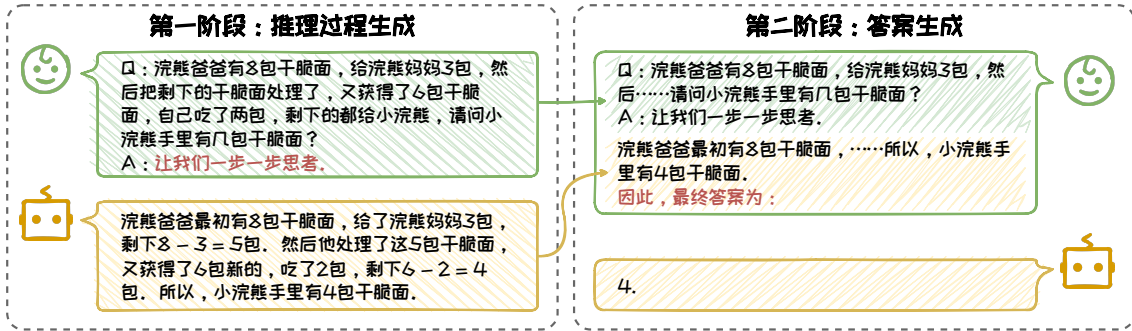 第一阶段：推理过程生成
Q：浣熊爸爸有8包干脆面，给浣熊妈妈3包，然
后把剩下的干脆面处理了，又获得了6包干脆
面，自己吃了两包，剩下的都给小浣熊，请问小
浣熊手里有几包干脆面？
A：让我们一步一步思考.
浣熊爸爸最初有8包干脆面，给了浣熊妈妈3包，
剩下8 - 3 = 5包. 然后他处理了这5包干脆面，
又获得了6包新的，吃了2包，剩下6 - 2 = 4
包. 所以，小浣熊手里有4包干脆面.
第二阶段：答案生成
Q：浣熊爸爸有8包干脆面，给浣熊妈妈3包，然
后……请问小浣熊手里有几包干脆面？
A：让我们一步一步思考.
浣熊爸爸最初有8包干脆面，……所以，小浣熊手
里有4包干脆面.
因此，最终答案为：
4.